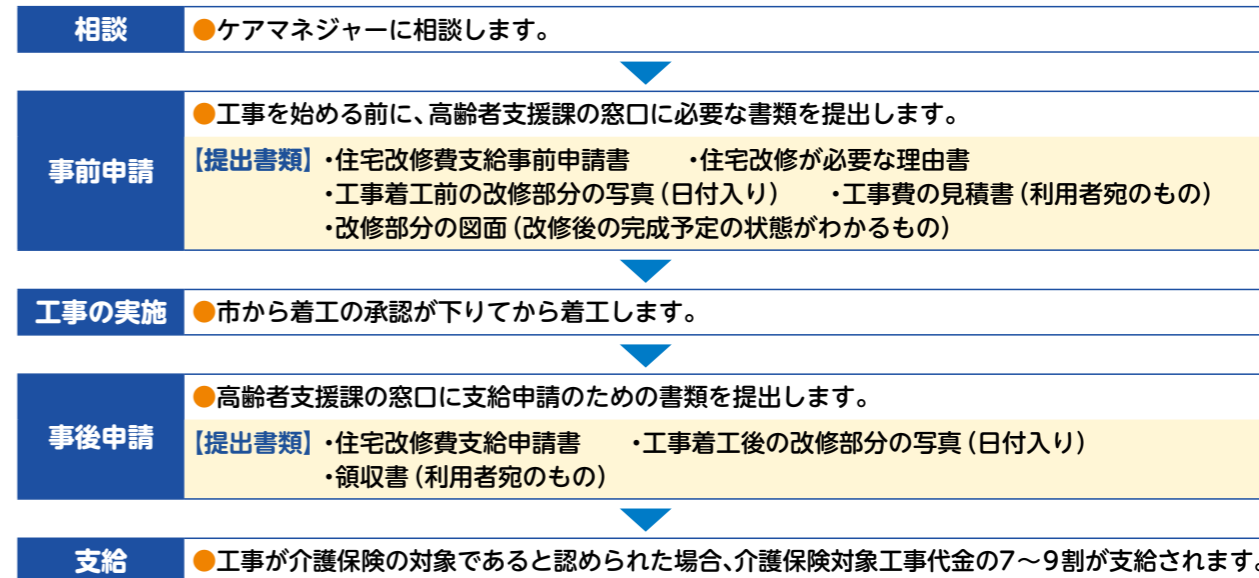 相談
●ケアマネジャーに相談します。
事前申請
●工事を始める前に、高齢者支援課の窓口に必要な書類を提出します。
【提出書類】・住宅改修費支給事前申請書　・住宅改修が必要な理由書
・工事着工前の改修部分の写真（日付入り）　・工事費の見積書（利用者宛のもの）
・改修部分の図面（改修後の完成予定の状態がわかるもの）
工事の実施
●市から着工の承認が下りてから着工します。
事後申請
●高齢者支援課の窓口に支給申請のための書類を提出します。
【提出書類】・住宅改修費支給申請書　・工事着工後の改修部分の写真（日付入り）
・領収書（利用者宛のもの）
支給
●工事が介護保険の対象であると認められた場合、介護保険対象工事代金の7～9割が支給されます。